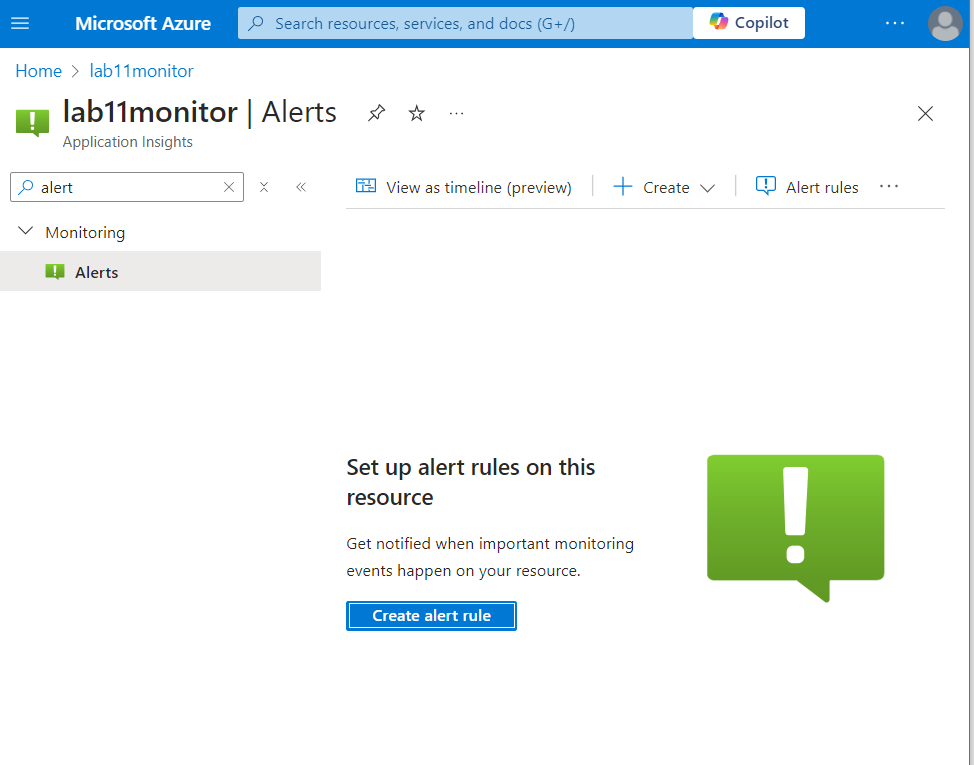 Microsoft Azure
Search resources, services, and docs (G+/)
Copilot
Home > lab11monitor
lab11monitor | Alerts
Application Insights
alert
View as timeline (preview)
Create
Alert rules
Monitoring
Alerts
Set up alert rules on this
resource
Get notified when important monitoring
events happen on your resource.
Create alert rule